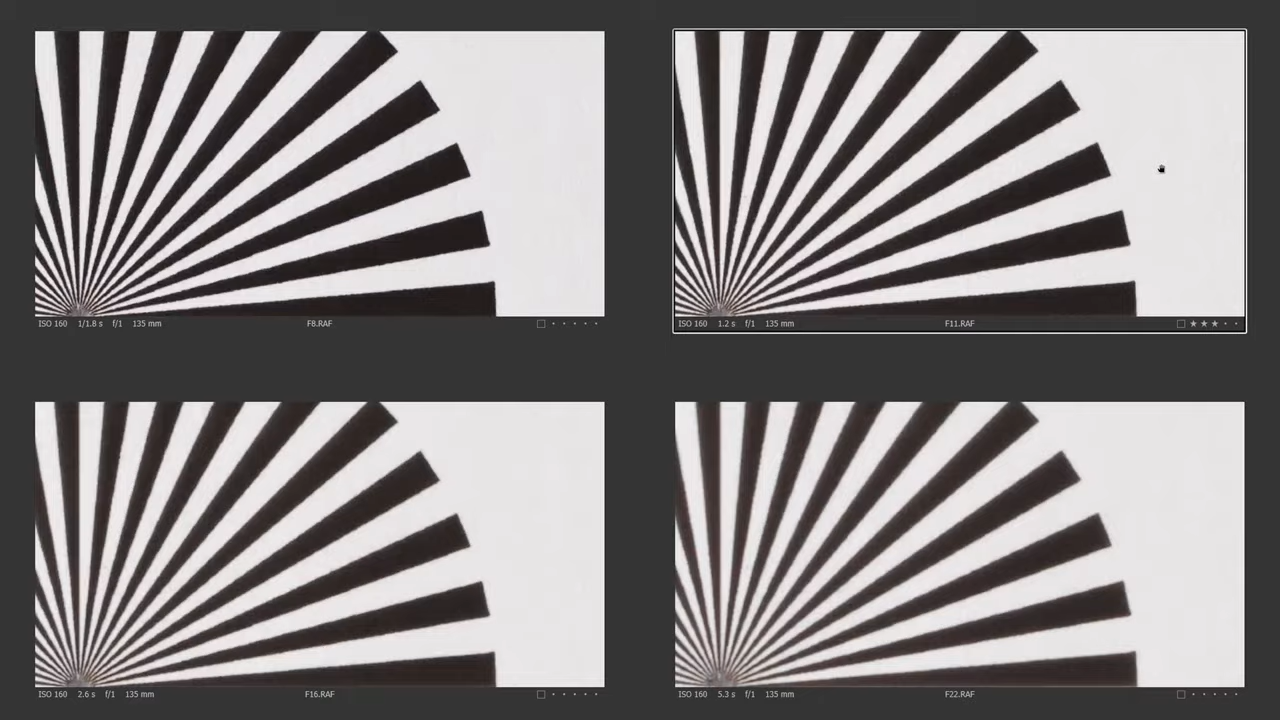 ISO 160 1/1.8 s f/1 135 mm F8.RAF
ISO 160 1.2 s f/1 135 mm F11.RAF
ISO 160 2.6 s f/1 135 mm F16.RAF
ISO 160 5.3 s f/1 135 mm F22.RAF